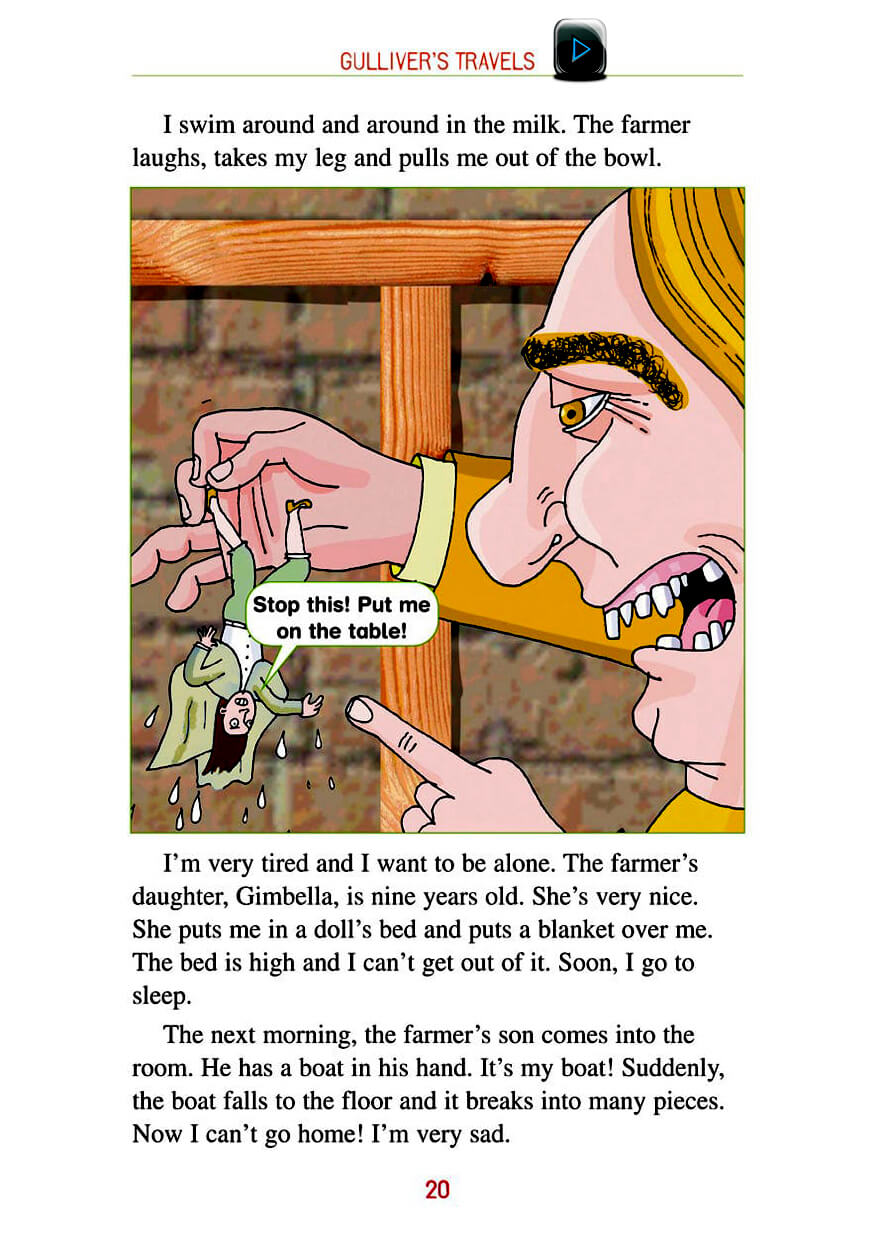 GULLIVER'S TRAVELS
I swim around and around in the milk. The farmer
laughs, takes my leg and pulls me out of the bowl.
Stop this! Put me
on the table!
I'm very tired and I want to be alone. The farmer's
daughter, Gimbella, is nine years old. She's very nice.
She puts me in a doll's bed and puts a blanket over me.
The bed is high and I can't get out of it. Soon, I go to
sleep.
The next morning, the farmer's son comes into the
room. He has a boat in his hand. It's my boat! Suddenly,
the boat falls to the floor and it breaks into many pieces.
Now I can't go home! I'm very sad.
20